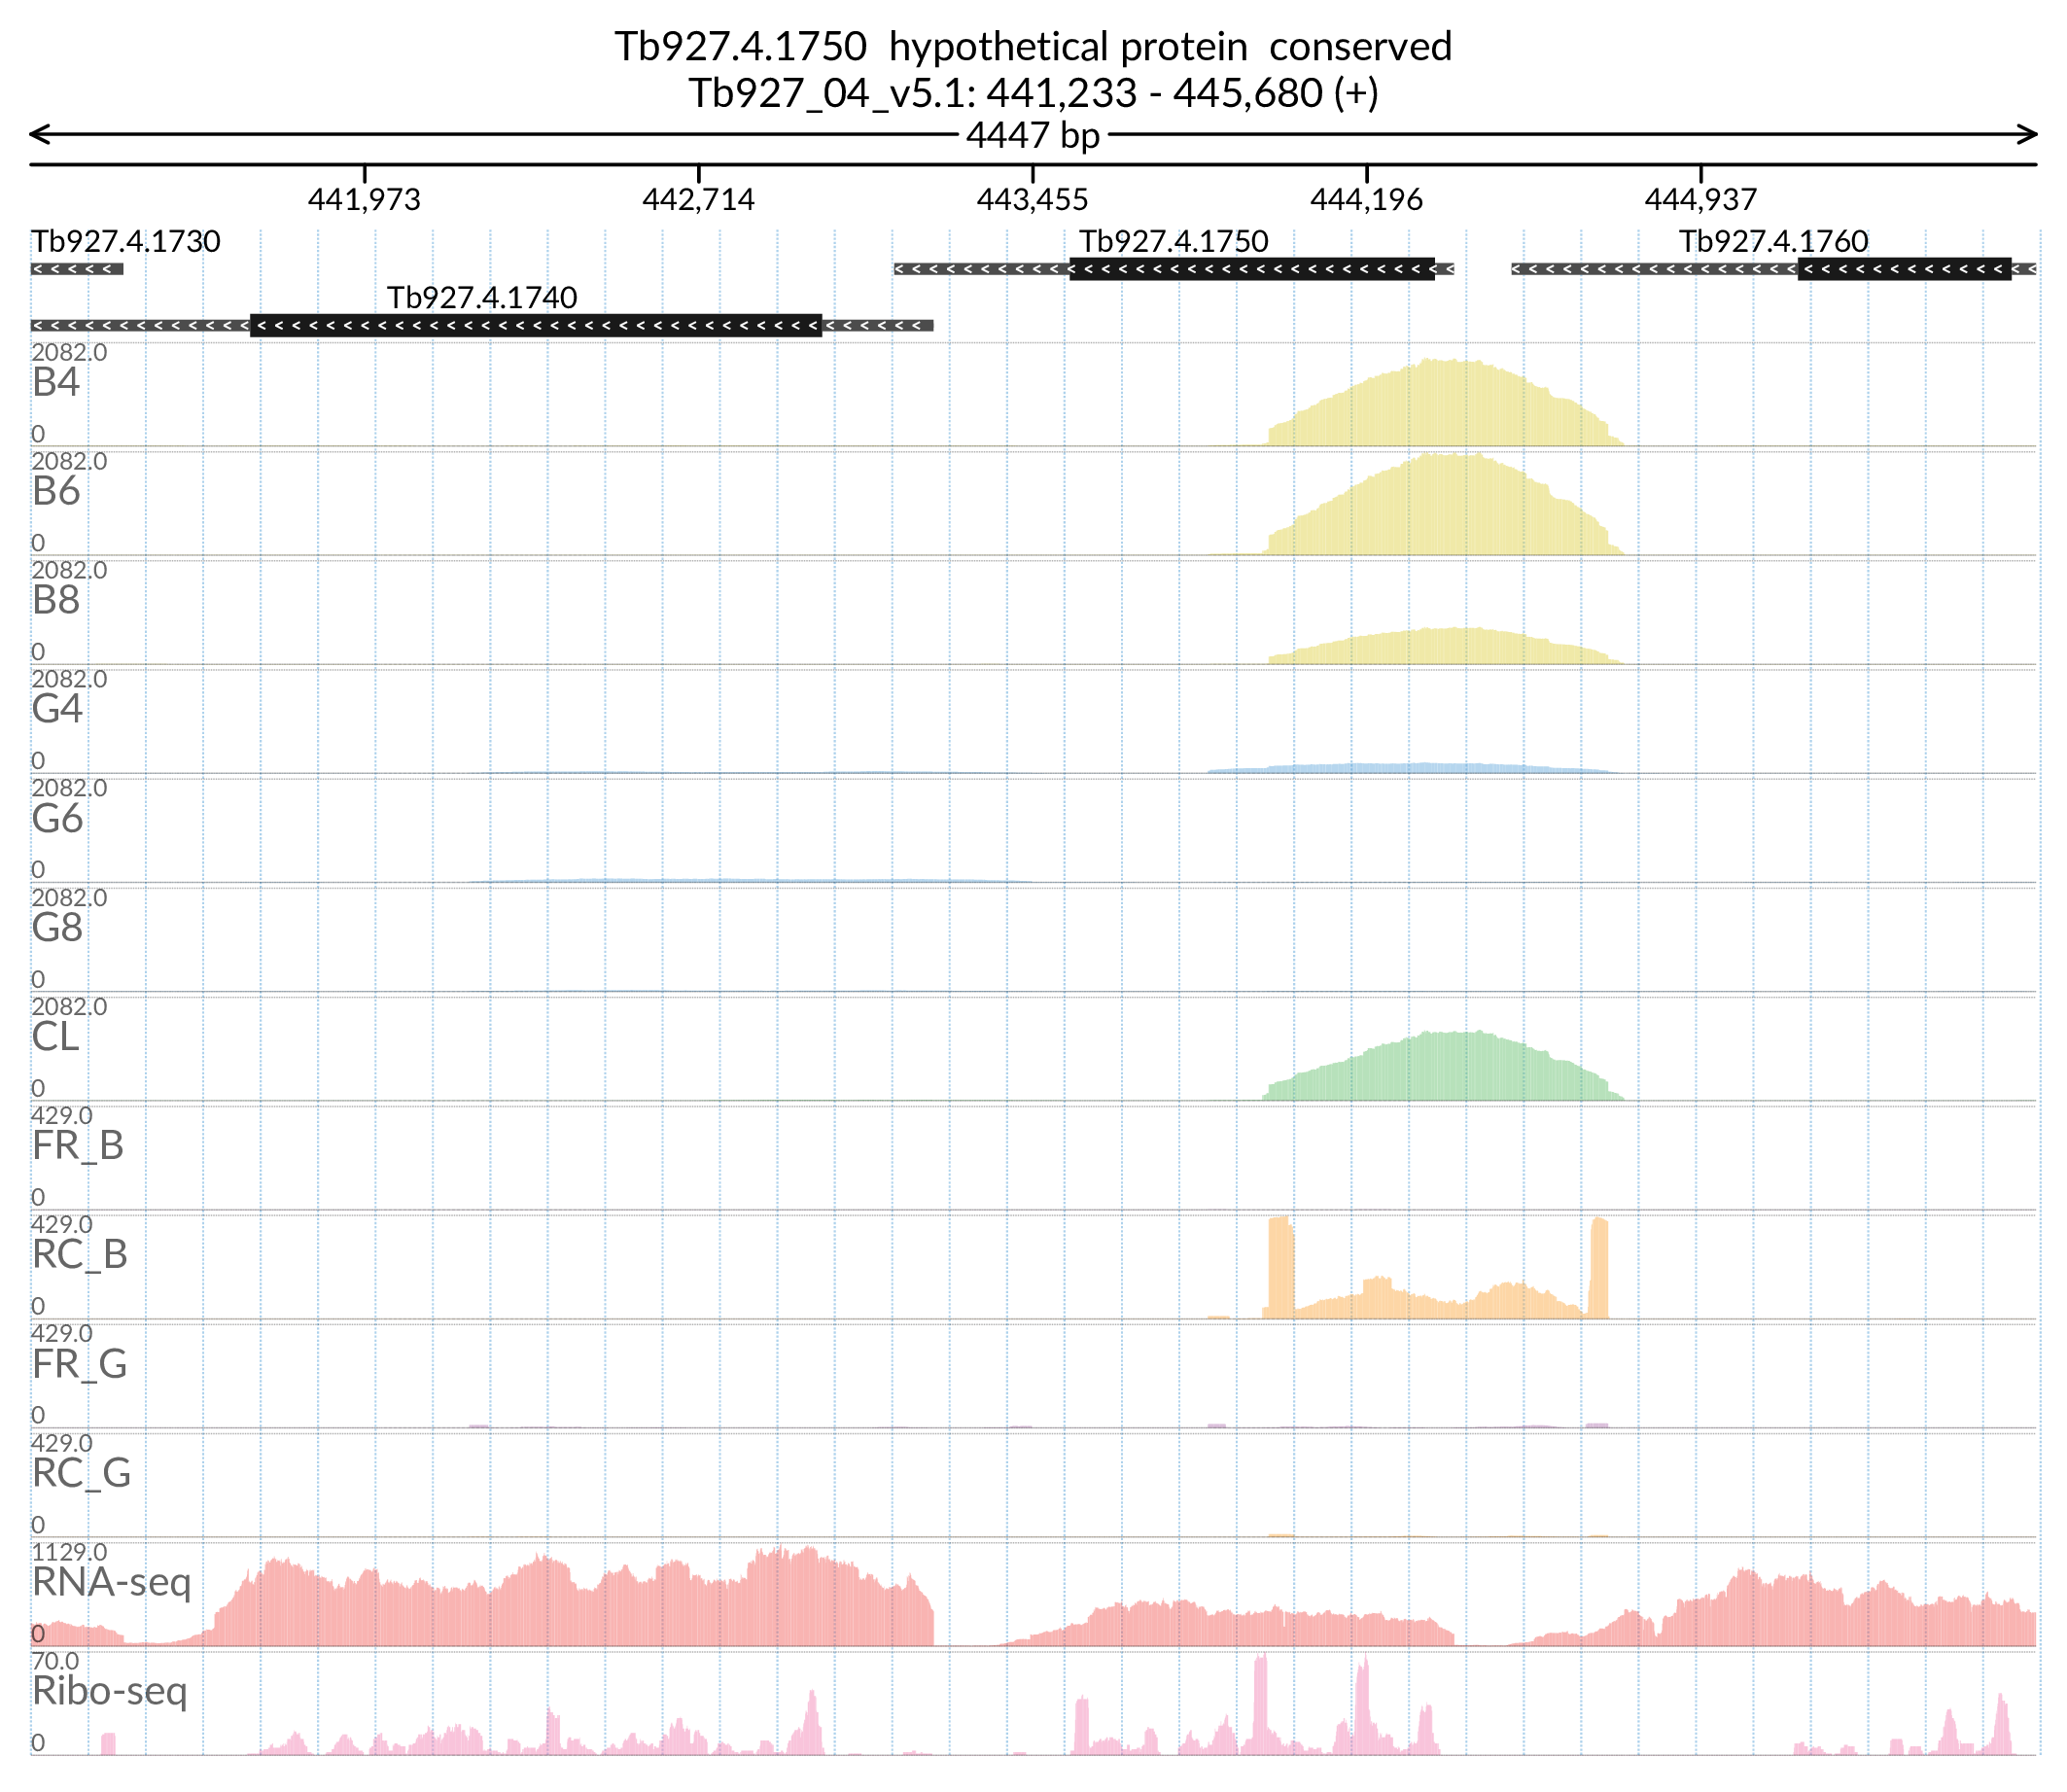 Tb927.4.1750  hypothetical protein  conserved
Tb927_04_v5.1: 441,233 - 445,680 (+)
4447 bp
441,973 442,714 443,455 444,196 444,937
Tb927.4.1730 Tb927.4.1750 Tb927.4.1760
Tb927.4.1740
2082.0
B4
0
2082.0
B6
0
2082.0
B8
0
2082.0
G4
0
2082.0
G6
0
2082.0
G8
0
2082.0
CL
0
429.0
FR_B
0
429.0
RC_B
0
429.0
FR_G
0
429.0
RC_G
0
1129.0
RNA-seq
0
70.0
Ribo-seq
0